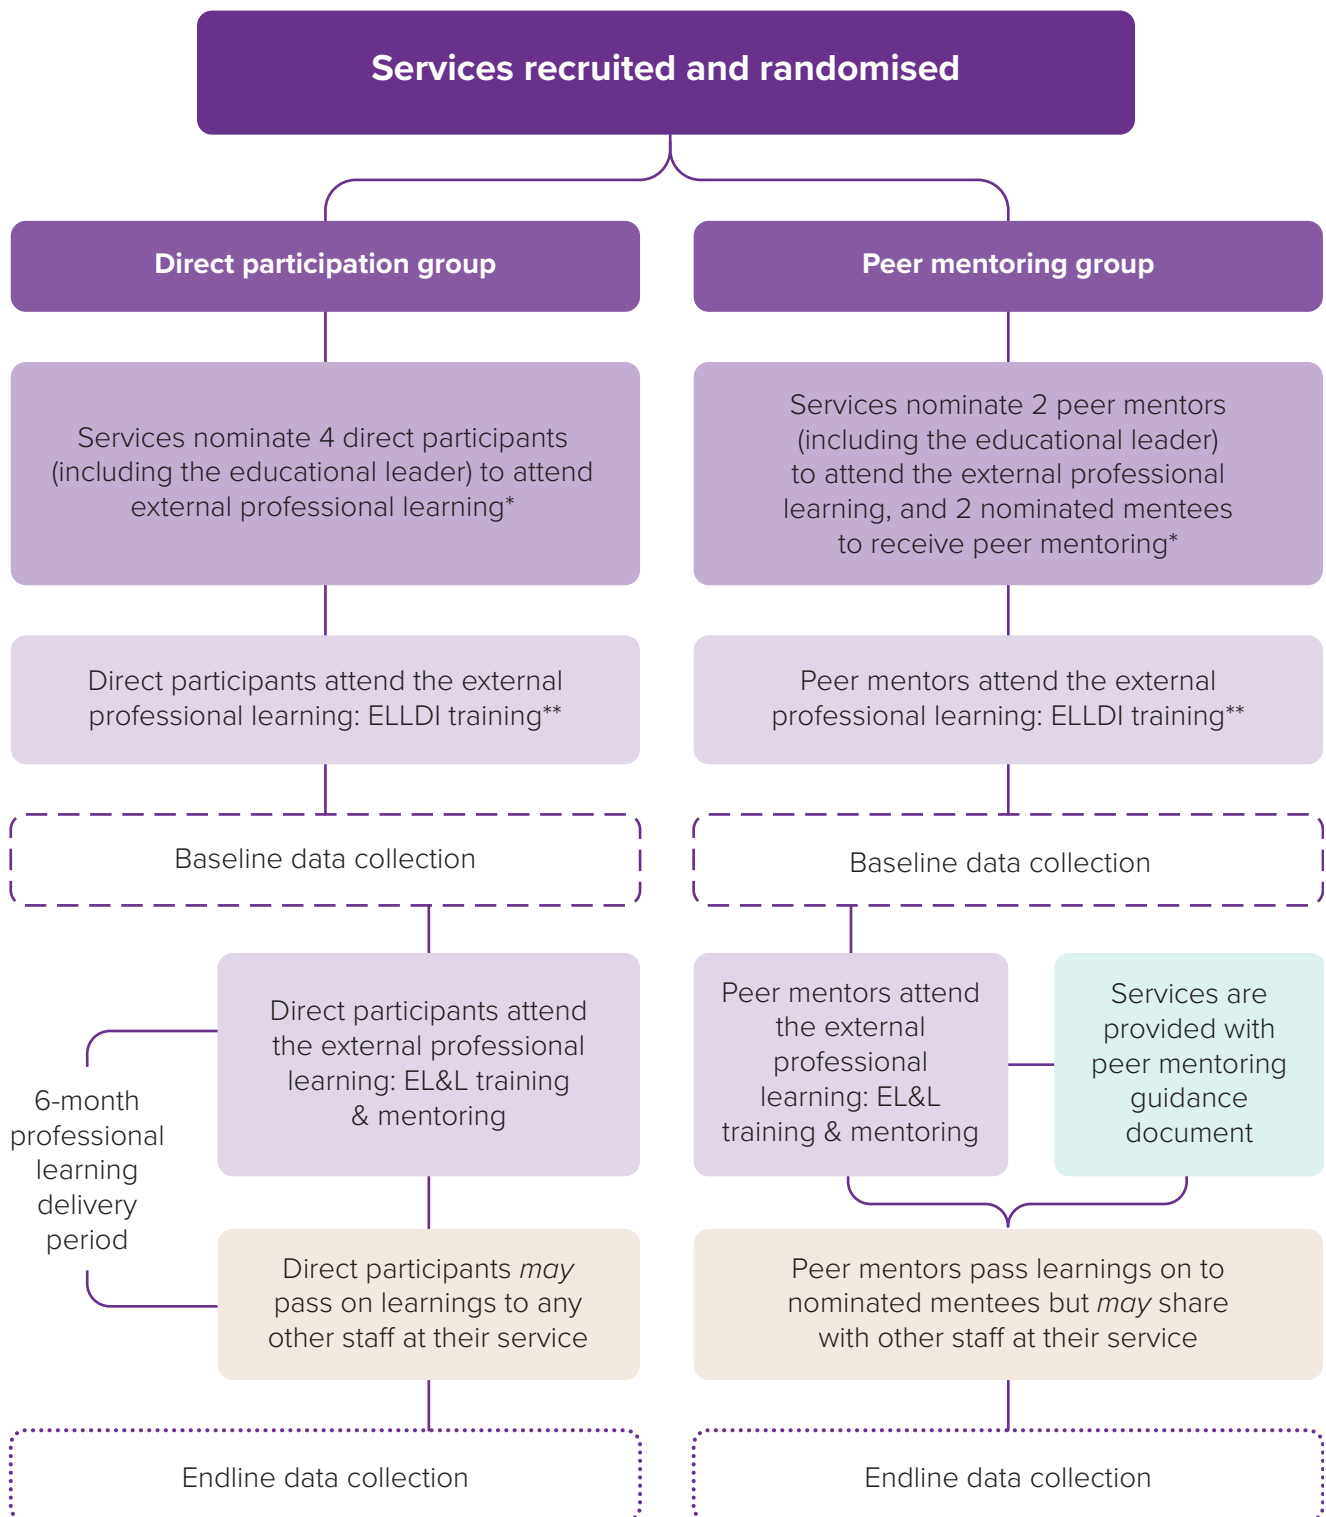 Services recruited and randomised
Direct participation group
Peer mentoring group
Services nominate 4 direct participants
(including the educational leader) to attend
external professional learning*
Services nominate 2 peer mentors
(including the educational leader)
to attend the external professional
learning, and 2 nominated mentees
to receive peer mentoring*
Direct participants attend the external
professional learning: ELLDI training**
Peer mentors attend the external
professional learning: ELLDI training**
Baseline data collection
Baseline data collection
6-month
professional
learning
delivery
period
Direct participants attend
the external professional
learning: EL&L training
& mentoring
Peer mentors attend
the external
professional
learning: EL&L
training & mentoring
Services are
provided with
peer mentoring
guidance
document
Direct participants may
pass on learnings to any
other staff at their service
Peer mentors pass learnings on to
nominated mentees but may share
with other staff at their service
Endline data collection
Endline data collection